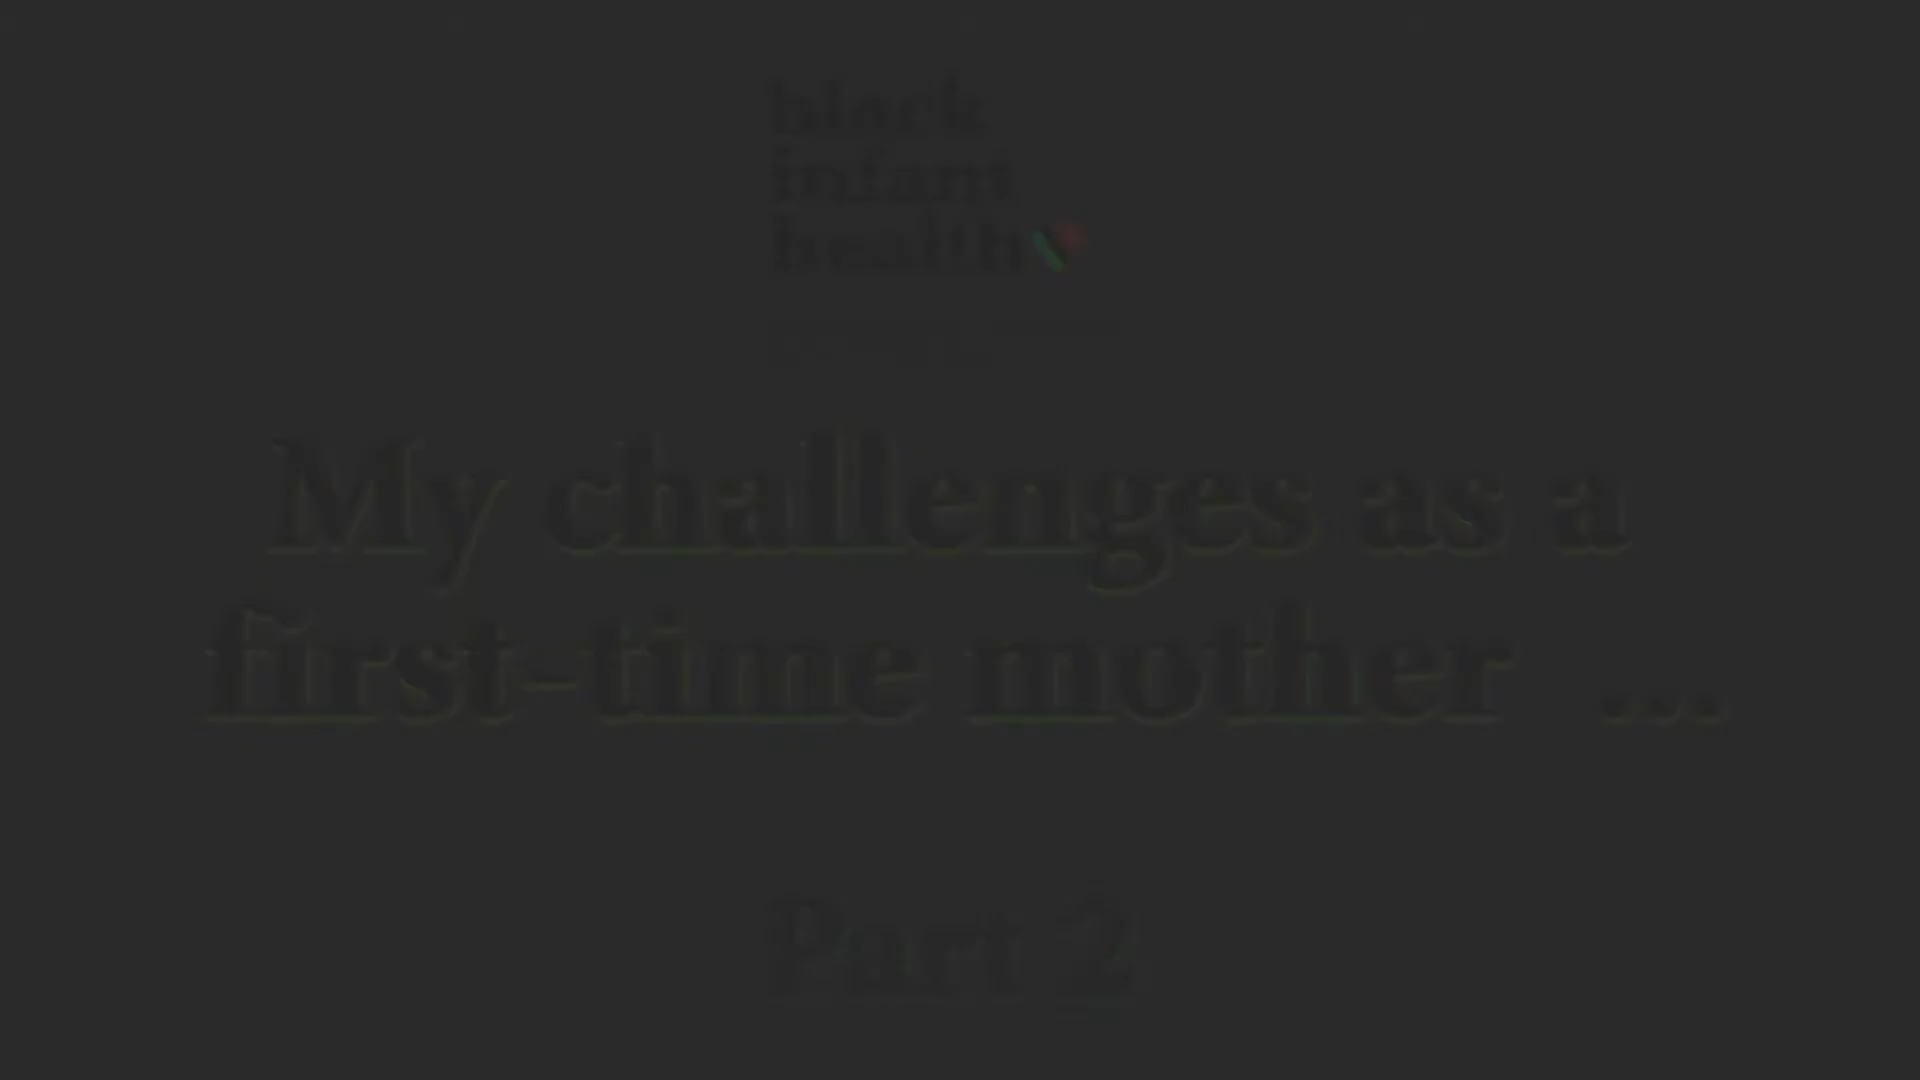 black
infant
health
My challenges as a
first-time mother ...
Part 2